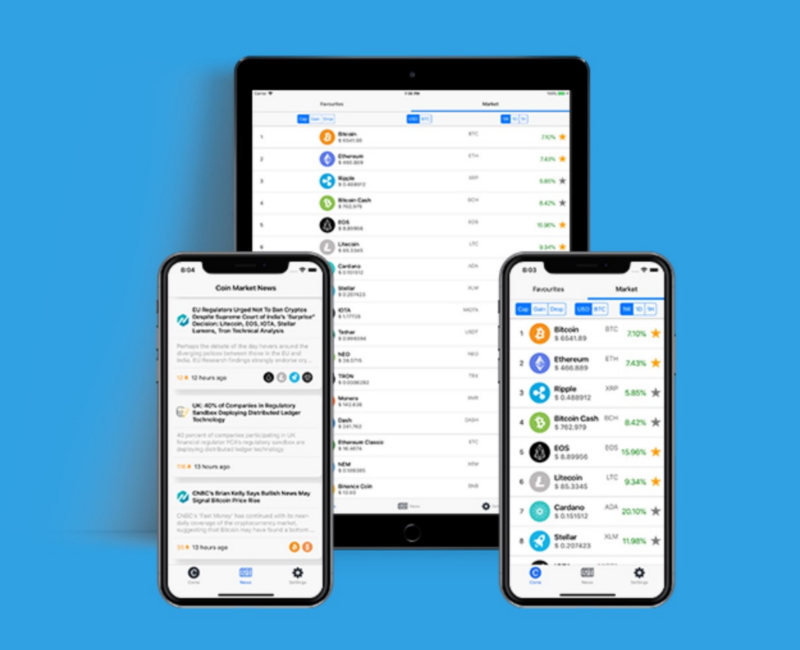 Favourites Market
Cap Gain Drop USD BTC
1 Bitcoin BTC 7.10%
$ 6541.89
2 Ethereum ETH 7.43%
$ 466.889
3 Ripple XRP 5.85%
$ 0.488912
4 Bitcoin Cash BCH 8.42%
$ 762.979
5 EOS EOS 15.96%
$ 8.89956
6 Litecoin LTC 9.34%
$ 85.3345
Cardano ADA
$ 0.151512
Stellar XLM
$ 0.207423
IOTA MIOTA
Tether USDT
NEO NEO
TRON TRX
Monero
Dash DASH
Ethereum Classic ETC
NEM XEM
Binance Coin BNB
News
8:04
Coin Market News
EU Regulators Urged Not To Ban Cryptos
Despite Supreme Court of India's "Surprise"
Decision: Litecoin, EOS, IOTA, Stellar
Lumens, Tron Technical Analysis
Perhaps the debate of the day hovers around the
diverging polices between those in the EU and
India. EU Research findings strongly endorse
12 hours ago
UK: 40% of Companies in Regulatory
Sandbox Deploying Distributed Ledger
Technology
40 percent of companies participating in UK
financial regulator FCA's regulatory sandbox are
deploying distributed ledger technology
13 hours ago
CNBC's Brian Kelly Says Bullish News May
Signal Bitcoin Price Rise
CNBC's 'Fast Money' has continued with its near-
daily coverage of the cryptocurrency market,
suggesting that Bitcoin may have found a bottom ...
13 hours ago
Coins News Settings
8:03
Favourites Market
Cap Gain Drop USD BTC 1H 1D 1H
1 Bitcoin BTC 7.10%
$ 6541.89
2 Ethereum ETH 7.43%
$ 466.889
3 Ripple XRP 5.85%
$ 0.488912
4 Bitcoin Cash BCH 8.42%
$ 762.979
5 EOS EOS 15.96%
$ 8.89956
6 Litecoin LTC 9.34%
$ 85.3345
7 Cardano ADA 20.10%
$ 0.151512
8 Stellar XLM 11.98%
$ 0.207423
Coins News Settings